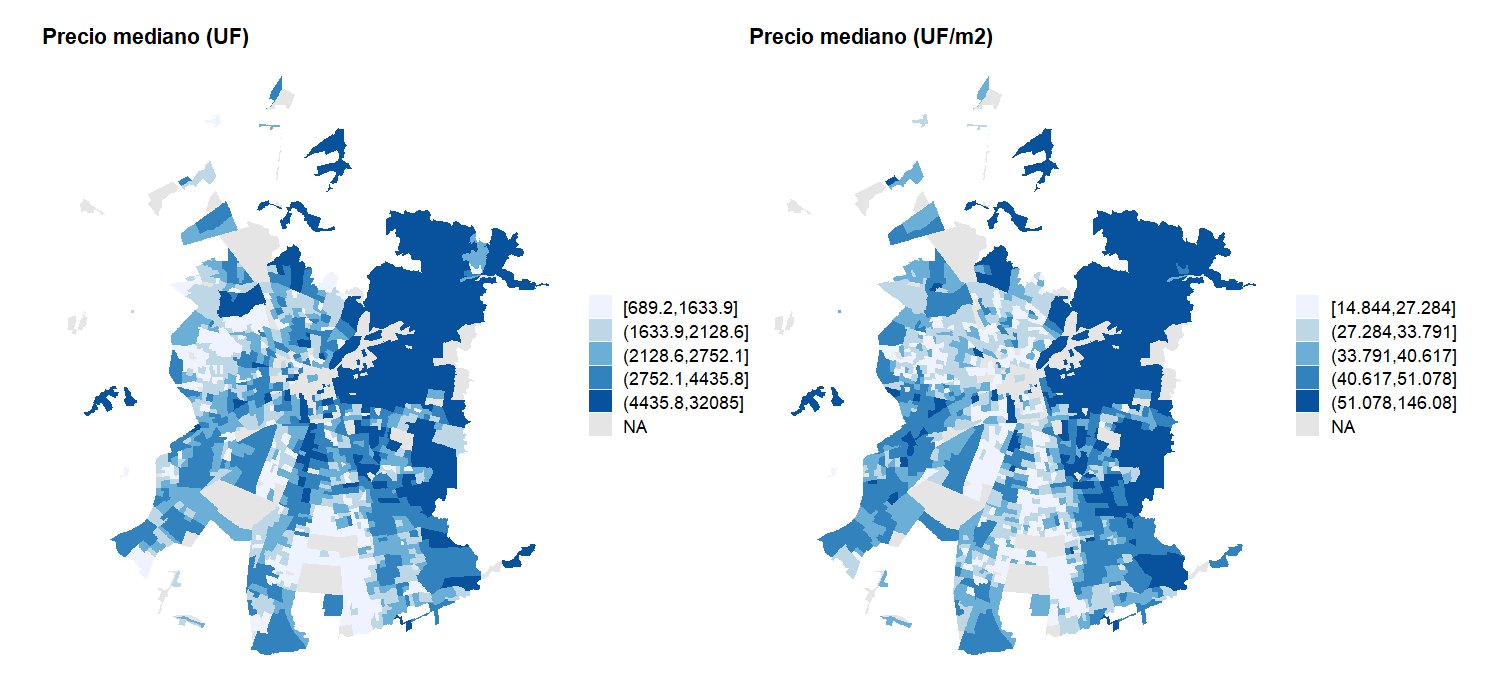 Precio mediano (UF)
[689.2,1633.9]
(1633.9,2128.6]
(2128.6,2752.1]
(2752.1,4435.8]
(4435.8,32085]
NA
Precio mediano (UF/m2)
[14.844,27.284]
(27.284,33.791]
(33.791,40.617]
(40.617,51.078]
(51.078,146.08]
NA